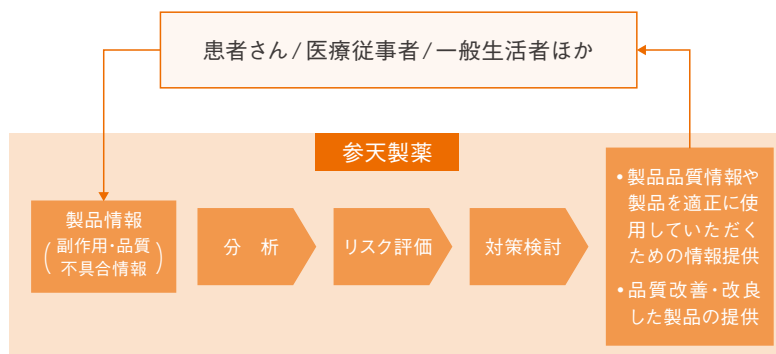 患者さん/医療従事者/一般生活者ほか
参天製薬
製品情報
(副作用・品質
不具合情報)
分 析
リスク評価
対策検討
•製品品質情報や
製品を適正に使
用していただく
ための情報提供
•品質改善・改良
した製品の提供